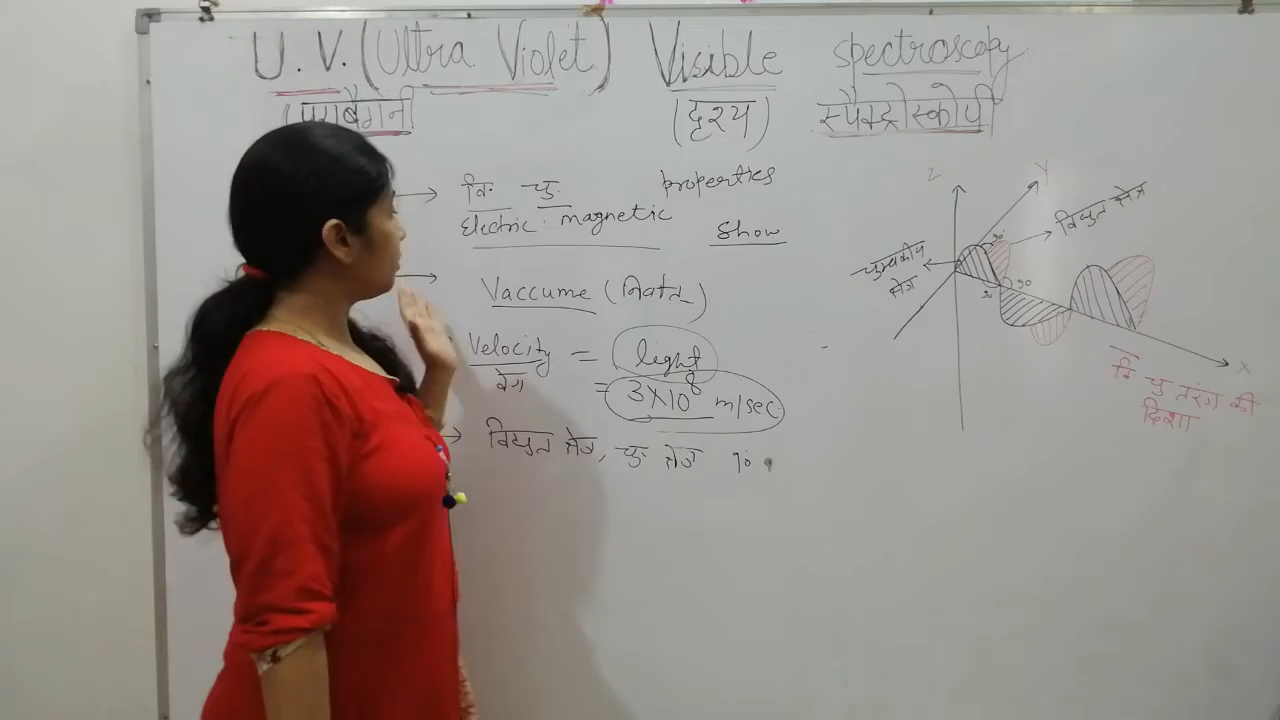 U.V. (Ultra Violet) Visible spectroscopy
(पराबैगनी (दृश्य) स्पेक्ट्रोस्कोपी
→ वि॰ चु॰ properties
Electric magnetic Show
→ Vaccume (निर्वात)
Velocity = light
वेग = 3×10⁸ m/sec
→ विद्युत क्षेत्र, चु॰ क्षेत्र 90
Z
Y
विद्युत क्षेत्र
चुम्बकीय
क्षेत्र
90
90
X
वि॰ चु तरंग की
दिशा